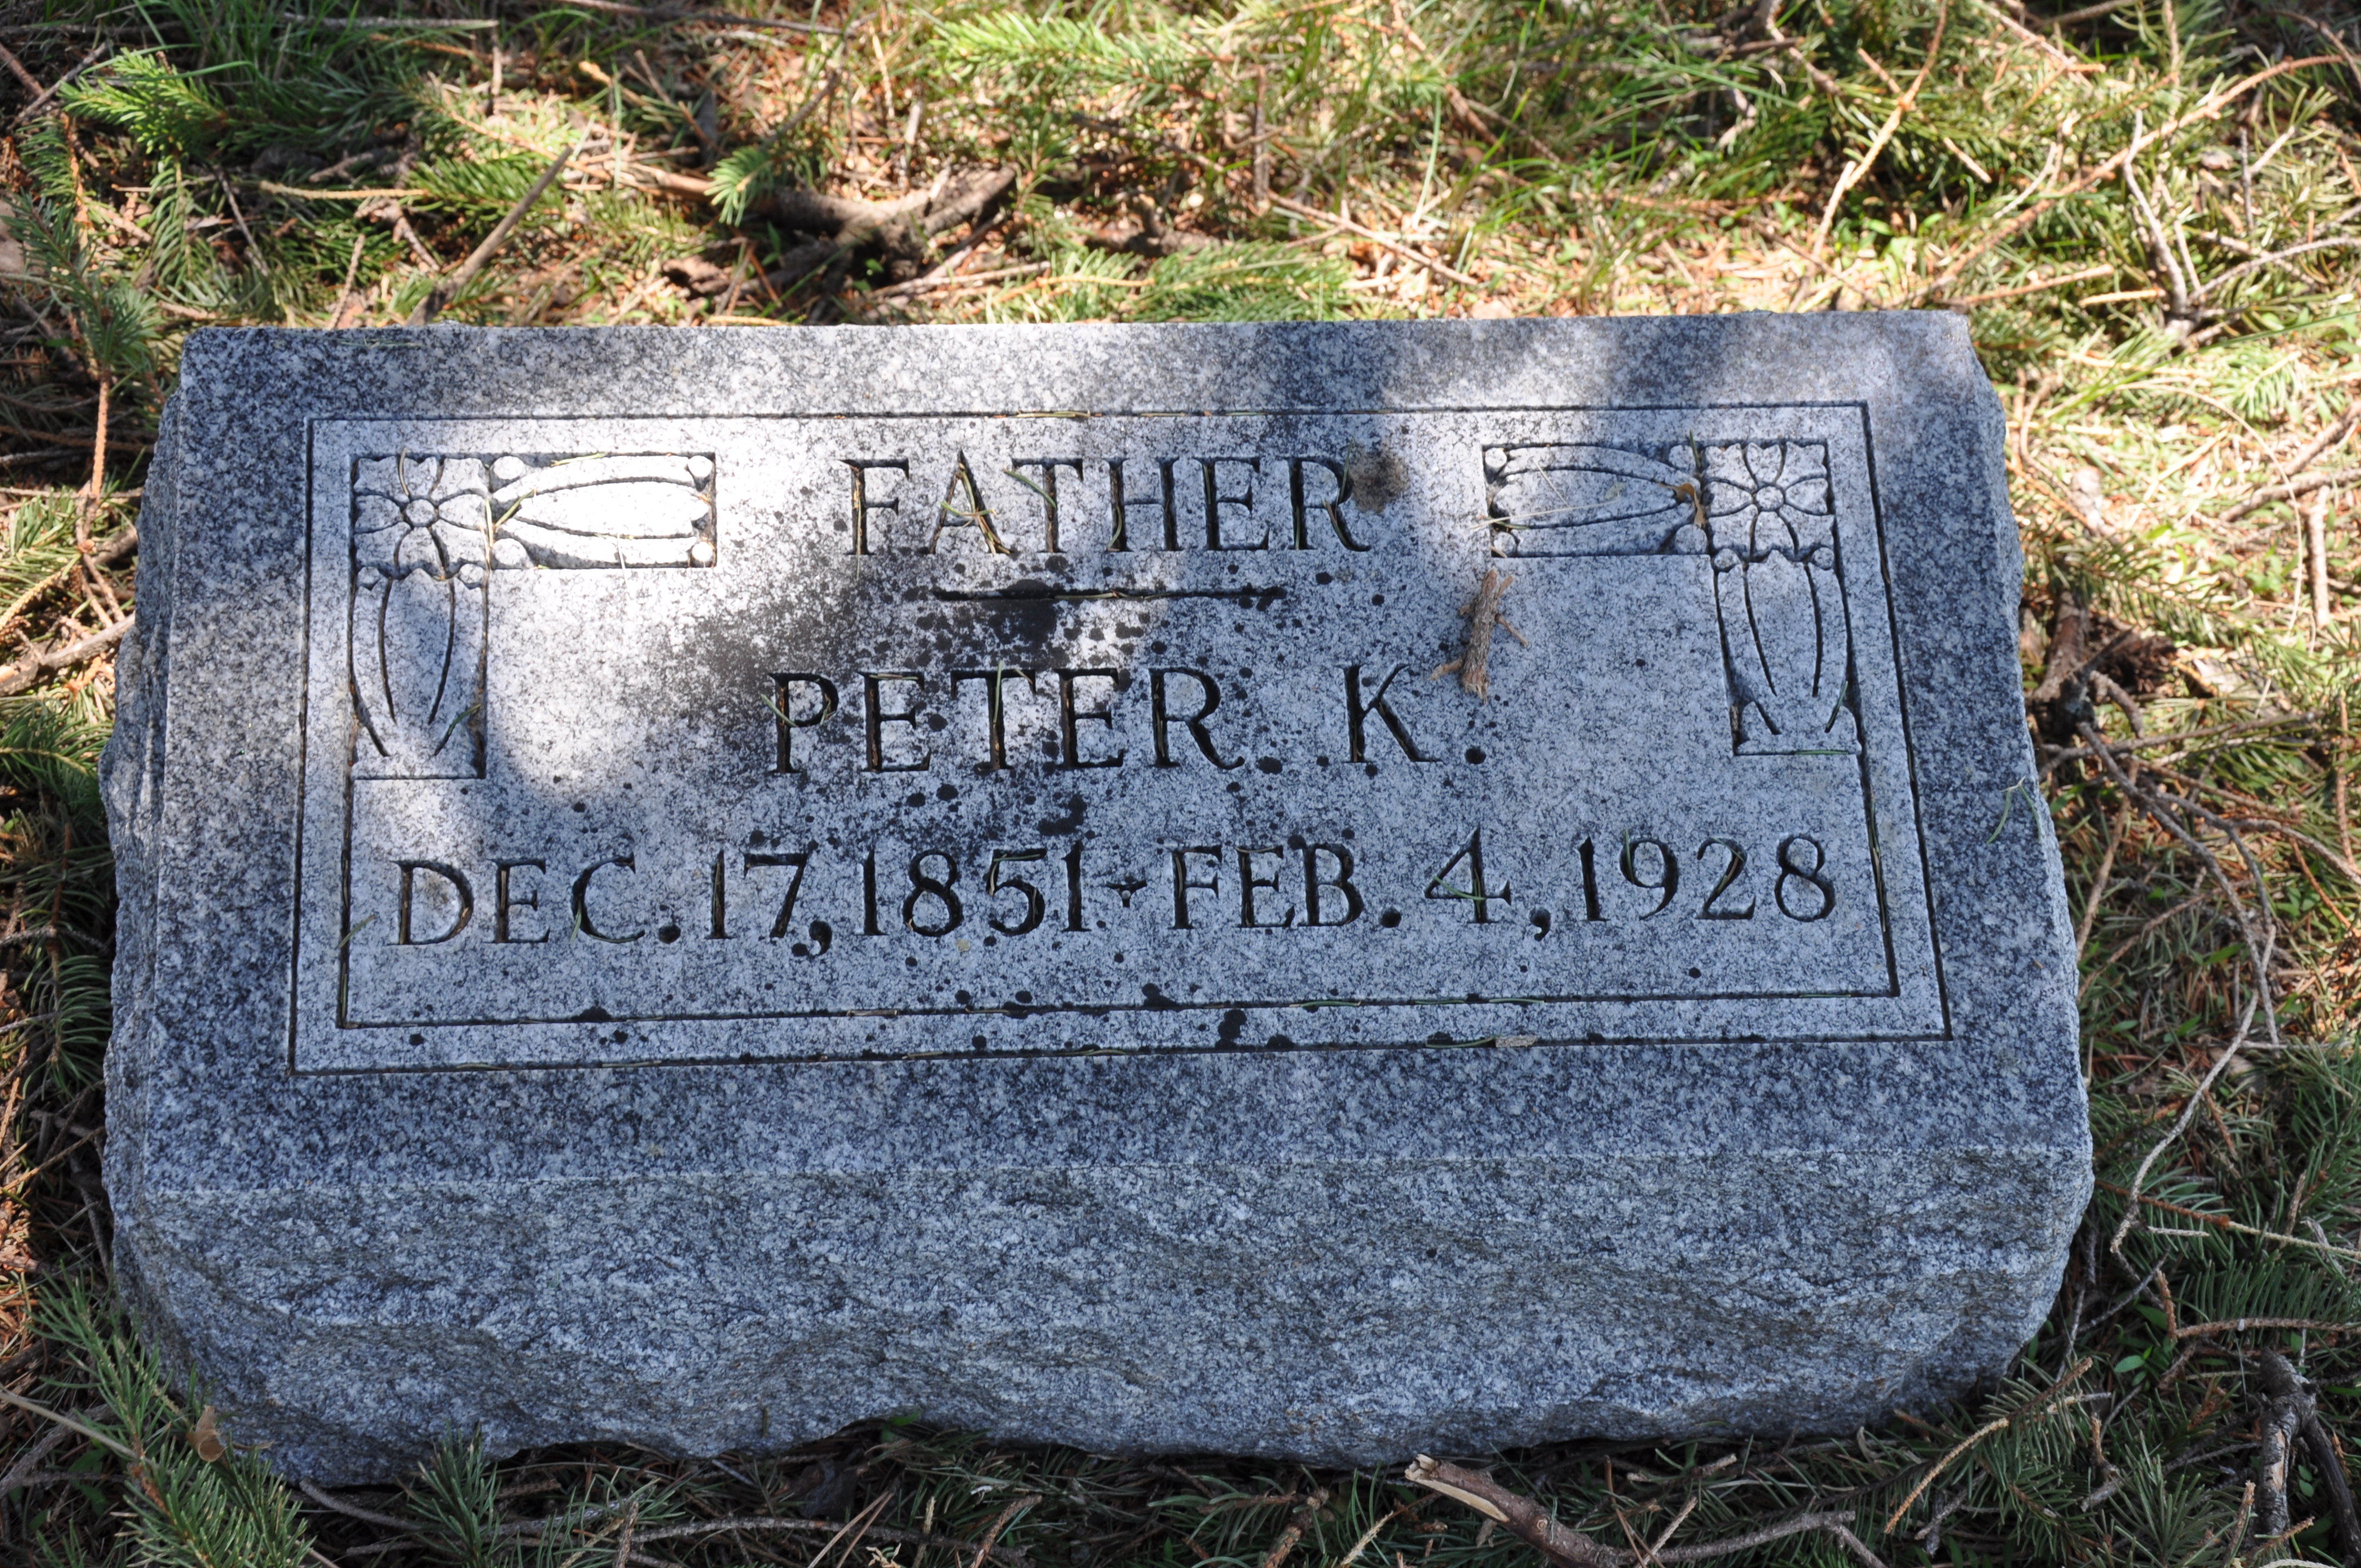 FATHER
PETER K.
DEC. 17, 1851 - FEB. 4, 1928